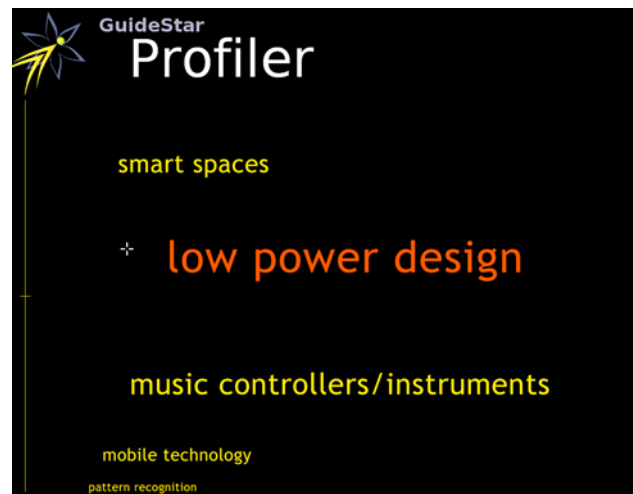 GuideStar
Profiler
smart spaces
low power design
music controllers/instruments
mobile technology
pattern recognition